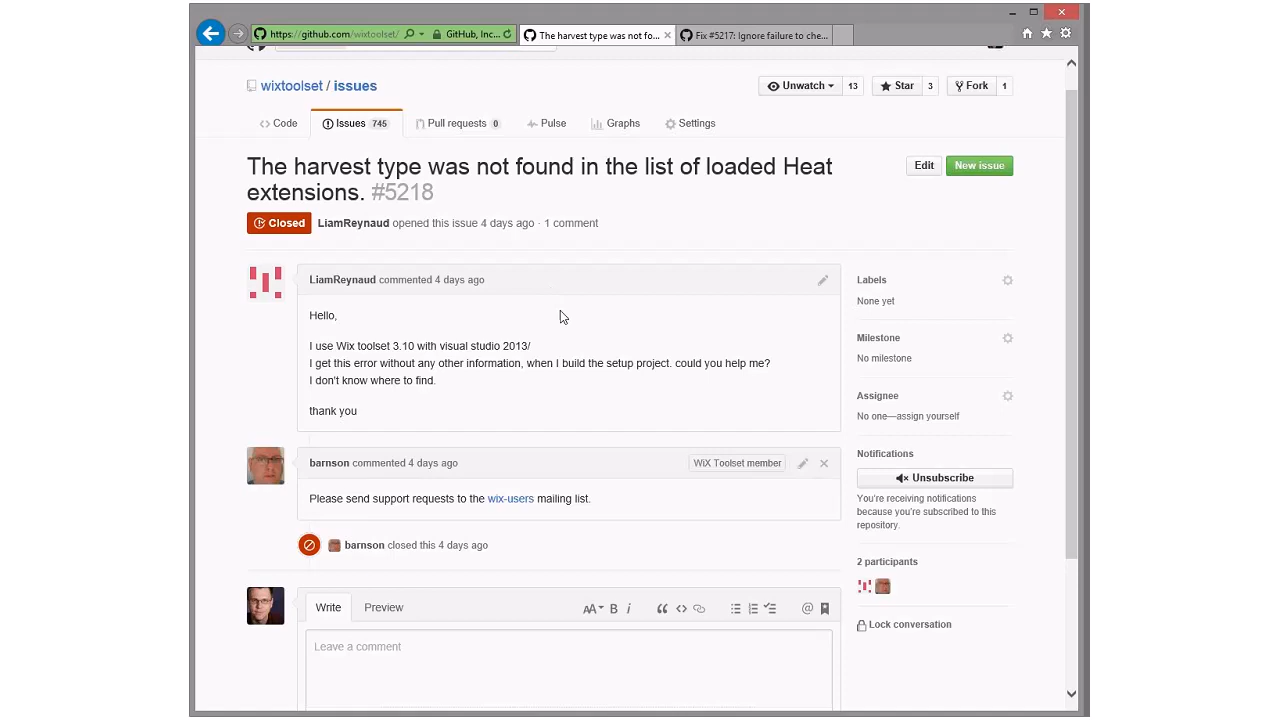 https://github.com/wixtoolset/
GitHub, Inc...
The harvest type was not fo...
Fix #5217: Ignore failure to che...
wixtoolset / issues
Unwatch 13
Star 3
Fork 1
Code
Issues 745
Pull requests 0
Pulse
Graphs
Settings
The harvest type was not found in the list of loaded Heat
extensions. #5218
Edit
New issue
Closed
LiamReynaud opened this issue 4 days ago · 1 comment
LiamReynaud commented 4 days ago
Hello,
I use Wix toolset 3.10 with visual studio 2013/
I get this error without any other information, when I build the setup project. could you help me?
I don't know where to find.
thank you
barnson commented 4 days ago
WiX Toolset member
Please send support requests to the wix-users mailing list.
barnson closed this 4 days ago
Write
Preview
AA B i
@
Leave a comment
Labels
None yet
Milestone
No milestone
Assignee
No one—assign yourself
Notifications
Unsubscribe
You're receiving notifications
because you're subscribed to this
repository.
2 participants
Lock conversation